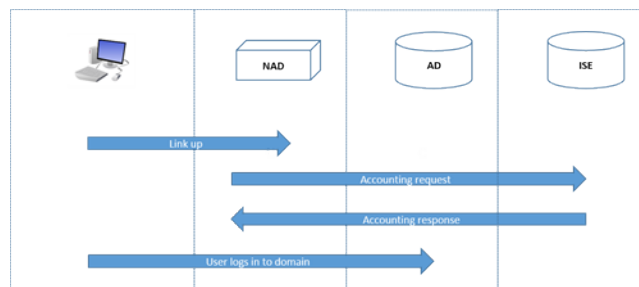 NAD
AD
ISE
Link up
Accounting request
Accounting response
User logs in to domain